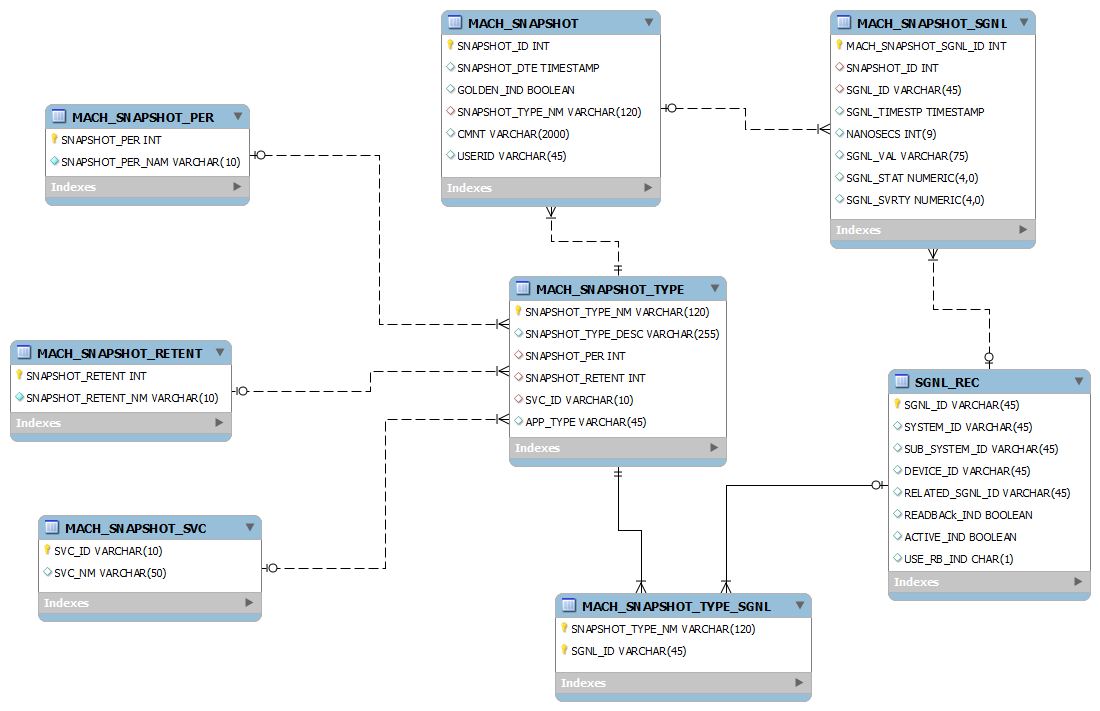 MACH_SNAPSHOT
SNAPSHOT_ID INT
SNAPSHOT_DTE TIMESTAMP
GOLDEN_IND BOOLEAN
SNAPSHOT_TYPE_NM VARCHAR(120)
CMNT VARCHAR(2000)
USERID VARCHAR(45)
Indexes
MACH_SNAPSHOT_SGNL
MACH_SNAPSHOT_SGNL_ID INT
SNAPSHOT_ID INT
SGNL_ID VARCHAR(45)
SGNL_TIMESTP TIMESTAMP
NANOSECS INT(9)
SGNL_VAL VARCHAR(75)
SGNL_STAT NUMERIC(4,0)
SGNL_SVRTY NUMERIC(4,0)
Indexes
MACH_SNAPSHOT_PER
SNAPSHOT_PER INT
SNAPSHOT_PER_NAM VARCHAR(10)
Indexes
MACH_SNAPSHOT_TYPE
SNAPSHOT_TYPE_NM VARCHAR(120)
SNAPSHOT_TYPE_DESC VARCHAR(255)
SNAPSHOT_PER INT
SNAPSHOT_RETENT INT
SVC_ID VARCHAR(10)
APP_TYPE VARCHAR(45)
Indexes
MACH_SNAPSHOT_RETENT
SNAPSHOT_RETENT INT
SNAPSHOT_RETENT_NM VARCHAR(10)
Indexes
SGNL_REC
SGNL_ID VARCHAR(45)
SYSTEM_ID VARCHAR(45)
SUB_SYSTEM_ID VARCHAR(45)
DEVICE_ID VARCHAR(45)
RELATED_SGNL_ID VARCHAR(45)
READBACk_IND BOOLEAN
ACTIVE_IND BOOLEAN
USE_RB_IND CHAR(1)
Indexes
MACH_SNAPSHOT_SVC
SVC_ID VARCHAR(10)
SVC_NM VARCHAR(50)
Indexes
MACH_SNAPSHOT_TYPE_SGNL
SNAPSHOT_TYPE_NM VARCHAR(120)
SGNL_ID VARCHAR(45)
Indexes